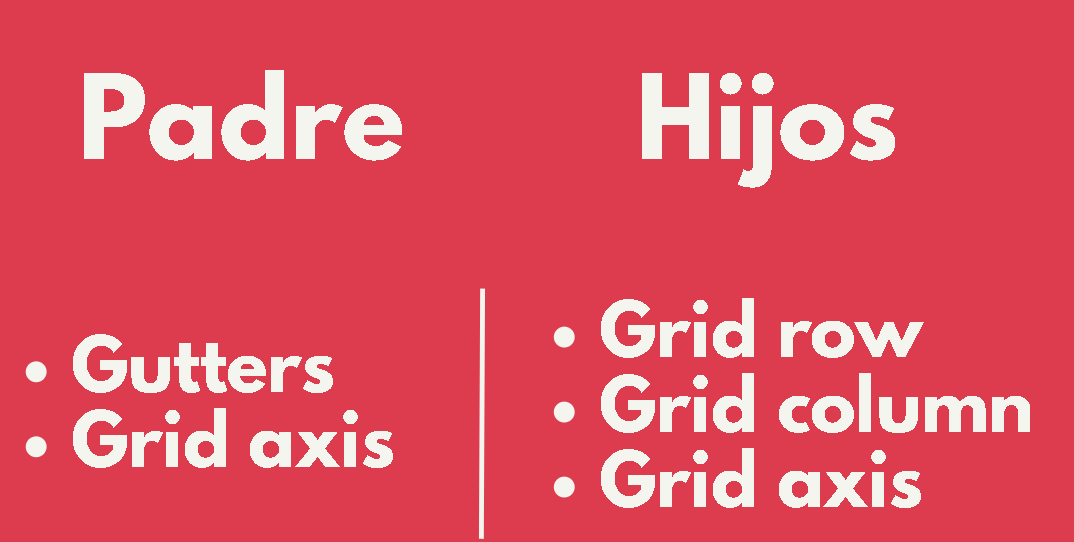 Padre
Gutters
Grid axis
Hijos
Grid row
Grid column
Grid axis